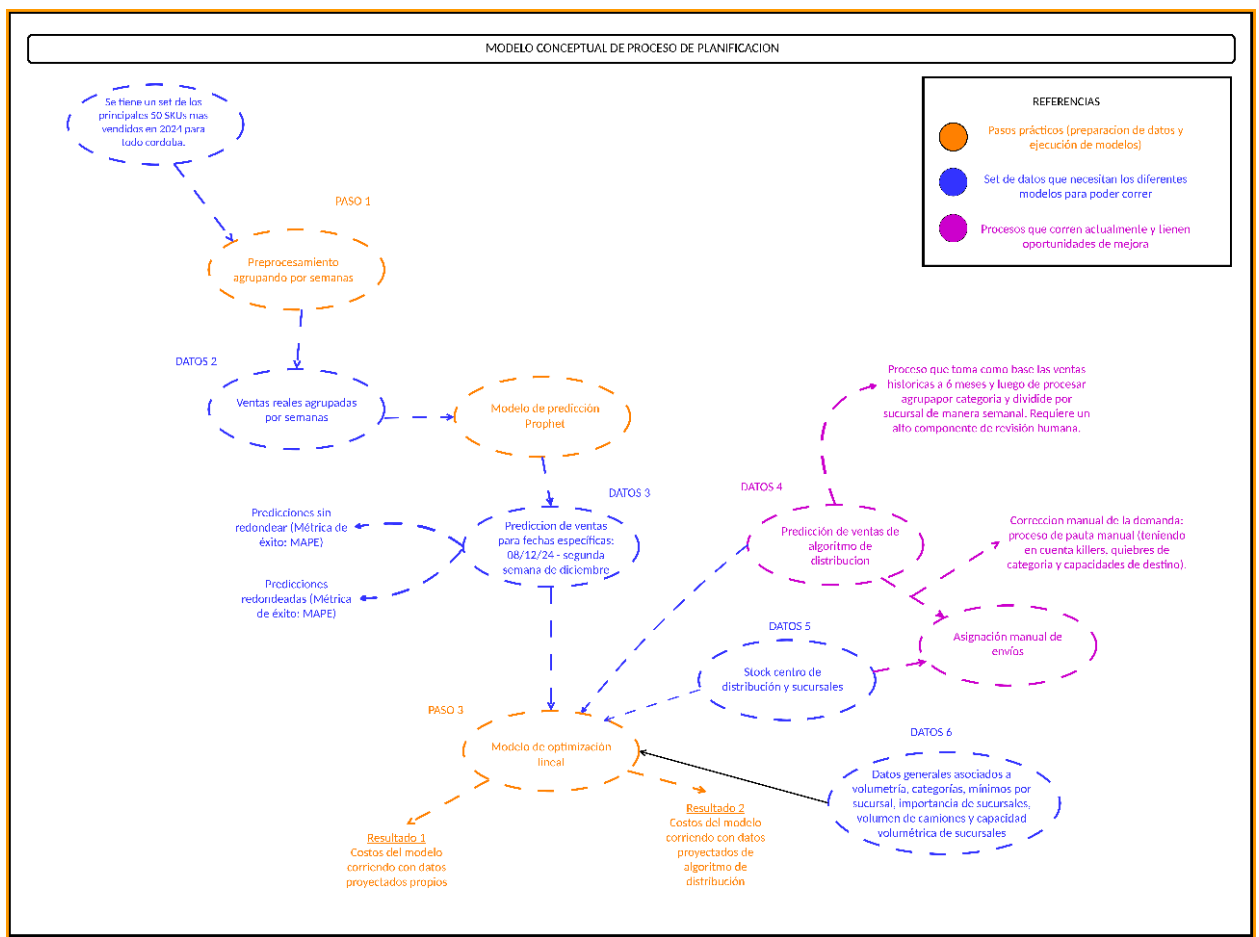 MODELO CONCEPTUAL DE PROCESO DE PLANIFICACION
Se tiene un set de los
principales 50 SKUs mas
vendidos en 2024 para
todo cordoba.
REFERENCIAS
Pasos prácticos (preparacion de datos y
ejecución de modelos)
Set de datos que necesitan los diferentes
modelos para poder correr
Procesos que corren actualmente y tienen
oportunidades de mejora
PASO 1
Preprocesamiento
agrupando por semanas
DATOS 2
Ventas reales agrupadas
por semanas
Modelo de predicción
Prophet
Proceso que toma como base las ventas
historicas a 6 meses y luego de procesar
agrupapor categoria y dividide por
sucursal de manera semanal. Requiere un
alto componente de revisión humana.
DATOS 3
Prediccion de ventas
para fechas específicas:
08/12/24 - segunda
semana de diciembre
Predicciones sin
redondear (Métrica de
éxito: MAPE)
Predicciones
redondeadas (Métrica
de éxito: MAPE)
DATOS 4
Predicción de ventas de
algoritmo de
distribucion
Correccion manual de la demanda:
proceso de pauta manual (teniendo
en cuenta killers, quiebres de
categoria y capacidades de destino).
Asignación manual de
envíos
DATOS 5
Stock centro de
distribución y sucursales
PASO 3
Modelo de optimización
lineal
DATOS 6
Datos generales asociados a
volumetría, categorías, mínimos por
sucursal, importancia de sucursales,
volumen de camiones y capacidad
volumétrica de sucursales
Resultado 1
Costos del modelo
corriendo con datos
proyectados propios
Resultado 2
Costos del modelo
corriendo con datos
proyectados de
algoritmo de
distribución